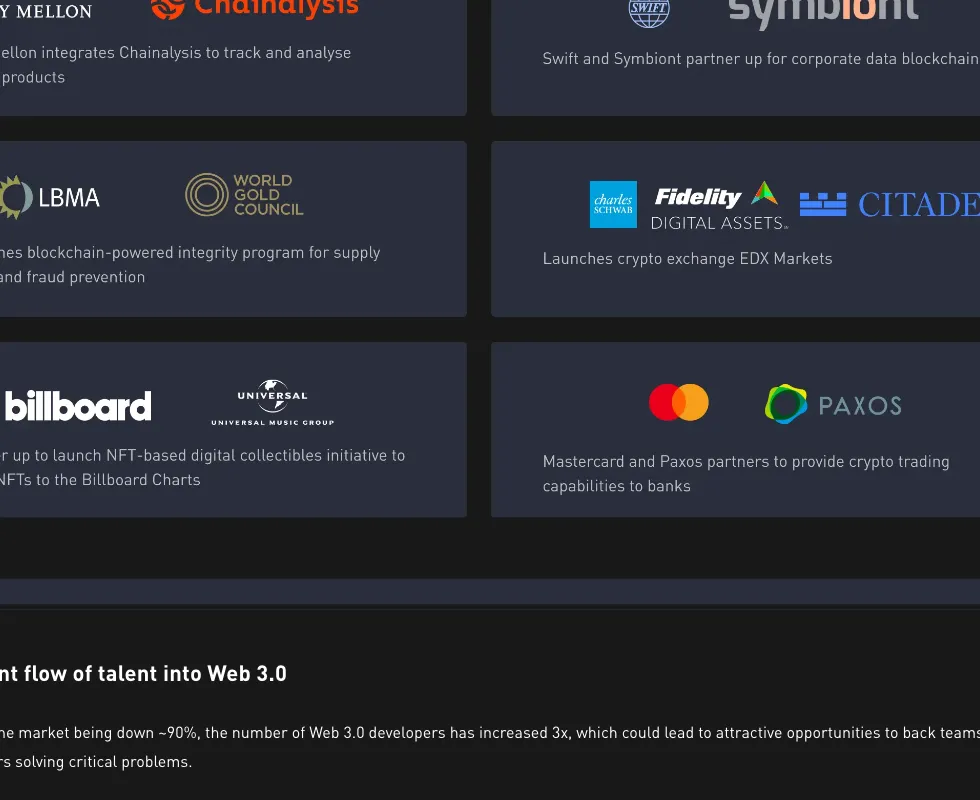 Y MELLON
Chainalysis
SWIFT
symbiont
ellon integrates Chainalysis to track and analyse
products
Swift and Symbiont partner up for corporate data blockchain
LBMA
WORLD
GOLD
COUNCIL
charles
SCHWAB
Fidelity
DIGITAL ASSETS℠
CITADE
hes blockchain-powered integrity program for supply
and fraud prevention
Launches crypto exchange EDX Markets
billboard
UNIVERSAL
UNIVERSAL MUSIC GROUP
PAXOS
r up to launch NFT-based digital collectibles initiative to
NFTs to the Billboard Charts
Mastercard and Paxos partners to provide crypto trading
capabilities to banks
nt flow of talent into Web 3.0
he market being down ~90%, the number of Web 3.0 developers has increased 3x, which could lead to attractive opportunities to back teams
rs solving critical problems.